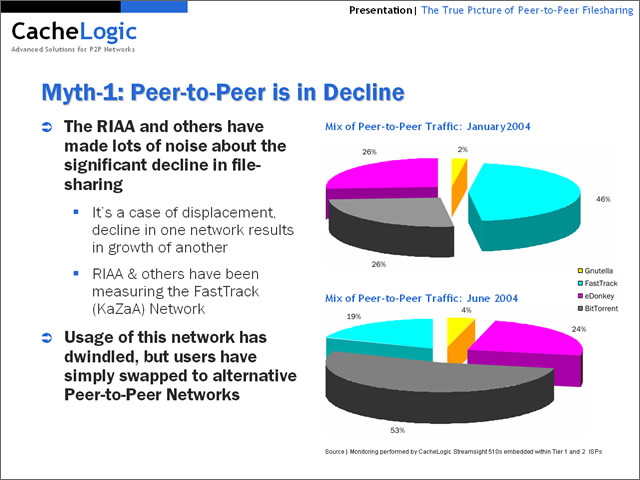 Presentation| The True Picture of Peer-to-Peer Filesharing
CacheLogic
Advanced Solutions for P2P Networks
Myth-1: Peer-to-Peer is in Decline
The RIAA and others have
made lots of noise about the
significant decline in file-
sharing
It's a case of displacement,
decline in one network results
in growth of another
RIAA & others have been
measuring the FastTrack
(KaZaA) Network
Usage of this network has
dwindled, but users have
simply swapped to alternative
Peer-to-Peer Networks
Mix of Peer-to-Peer Traffic: January2004
2%
26%
46%
26%
Gnutella
FastTrack
eDonkey
BitTorrent
Mix of Peer-to-Peer Traffic: June 2004
4%
19%
24%
53%
Source | Monitoring performed by CacheLogic Streamsight 510s embedded within Tier 1 and 2 ISPs